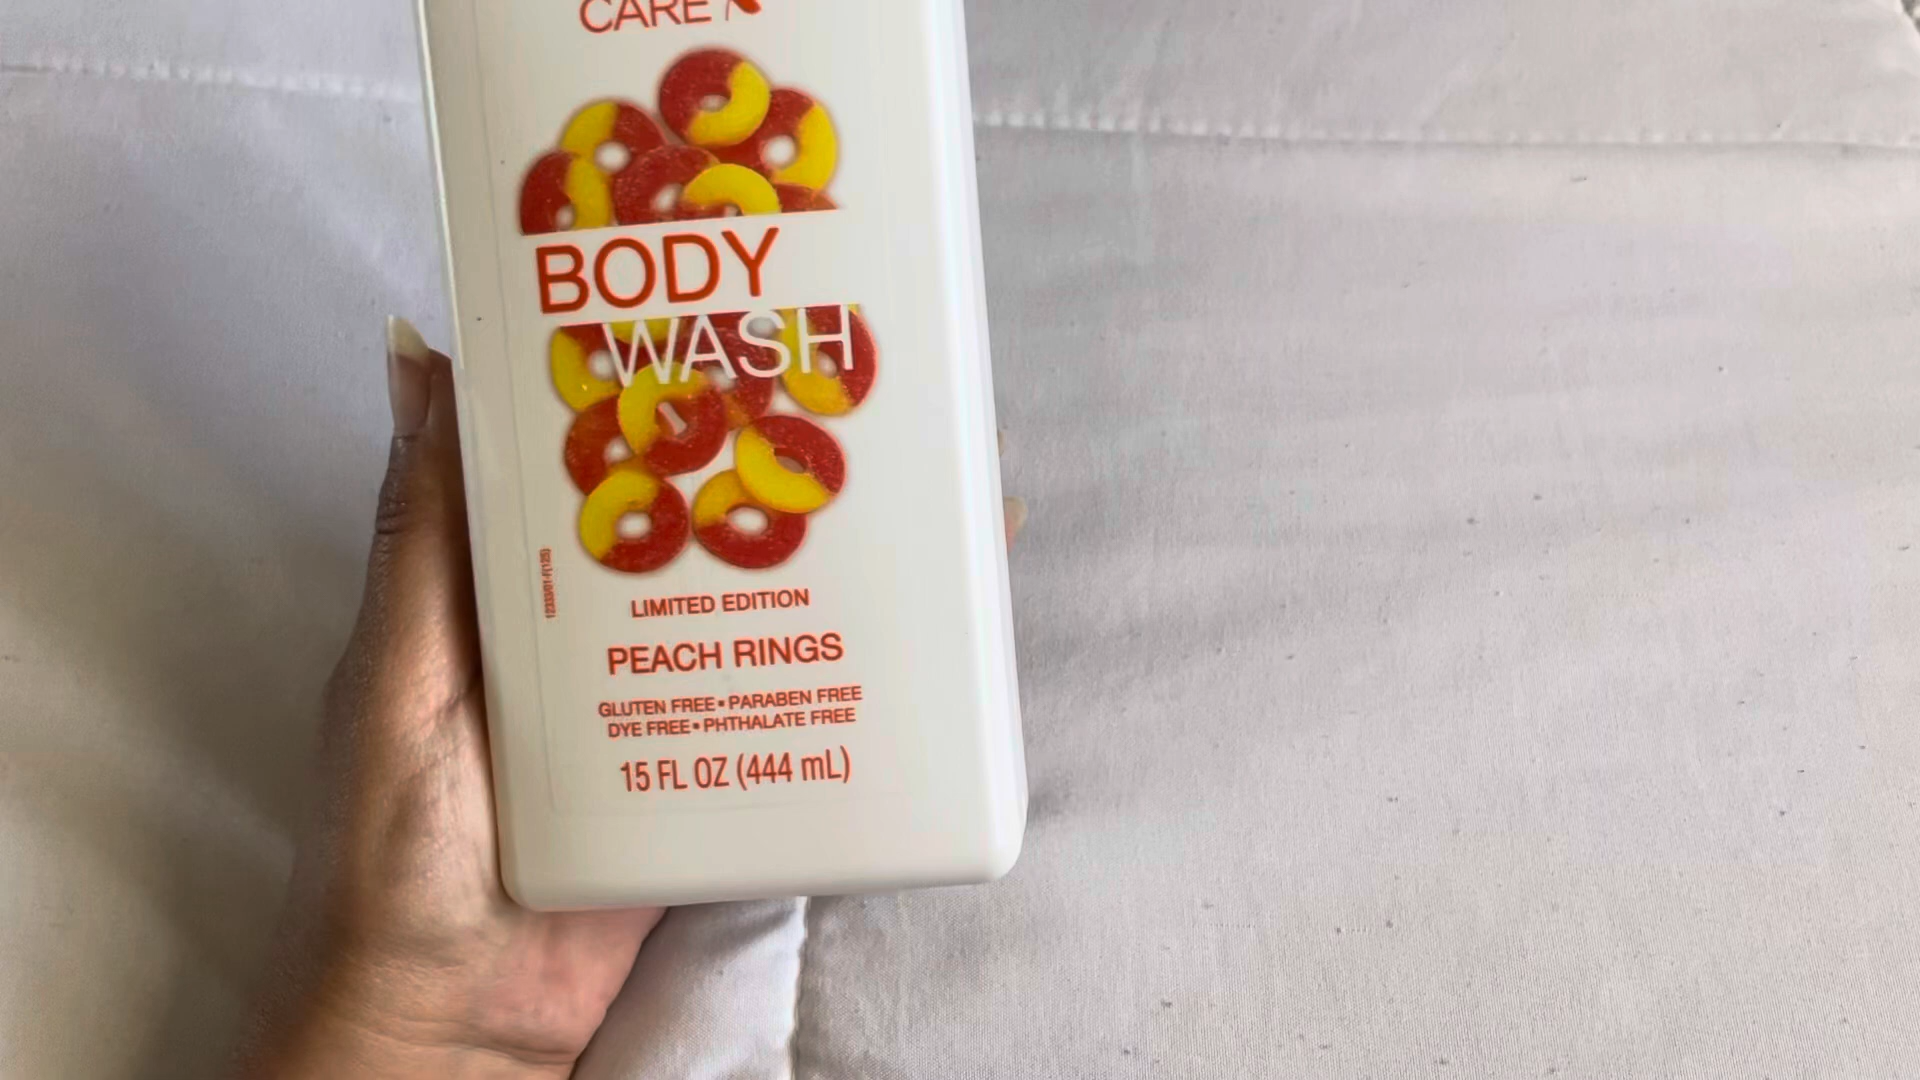 CARE
BODY
WASH
LIMITED EDITION
PEACH RINGS
GLUTEN FREE▪PARABEN FREE
DYE FREE▪PHTHALATE FREE
15 FL OZ (444 mL)